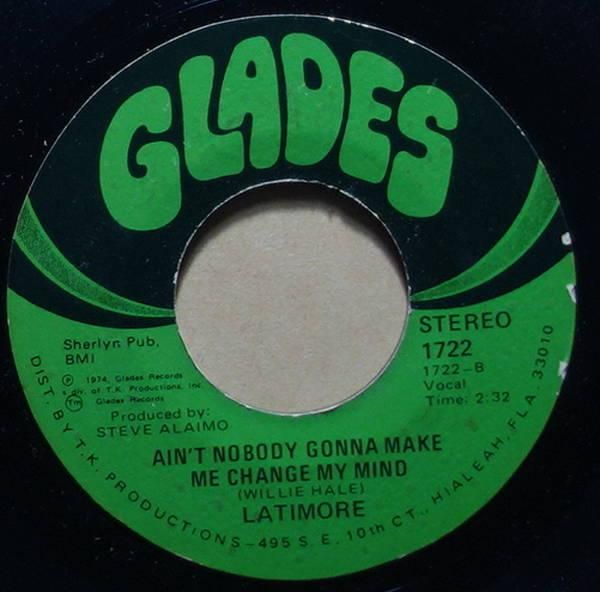 GLADES
Sherlyn Pub.
BMI
Ⓟ 1974, Glades Records
a div. of T.K. Productions, Inc.
Tm Glades Records
Produced by:
STEVE ALAIMO
STEREO
1722
1722-B
Vocal
Time: 2:32
AIN'T NOBODY GONNA MAKE
ME CHANGE MY MIND
(WILLIE HALE)
LATIMORE
DIST. BY T.K. PRODUCTIONS-495 S.E. 10th CT., HIALEAH, FLA. 33010